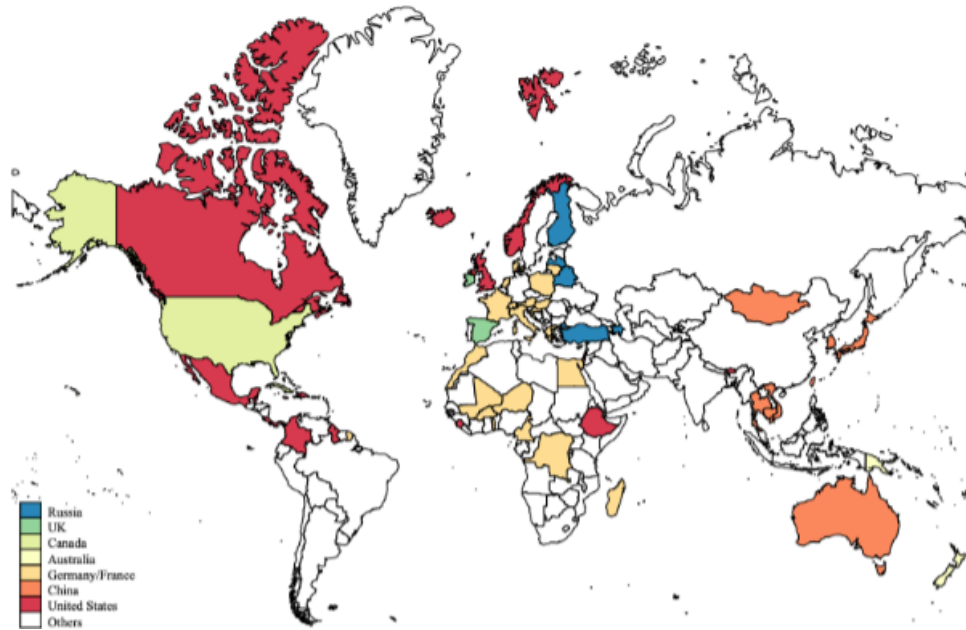 Russia
UK
Canada
Australia
Germany/France
China
United States
Others